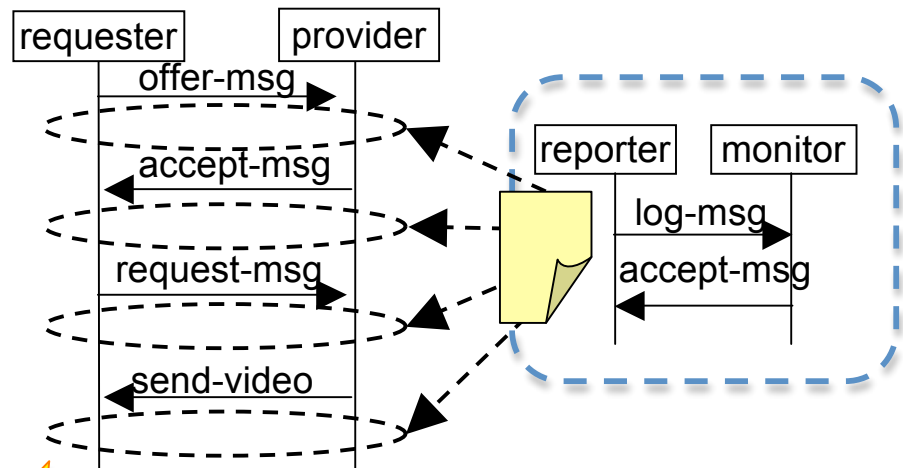 requester provider
offer-msg
accept-msg
request-msg
send-video
reporter monitor
log-msg
accept-msg